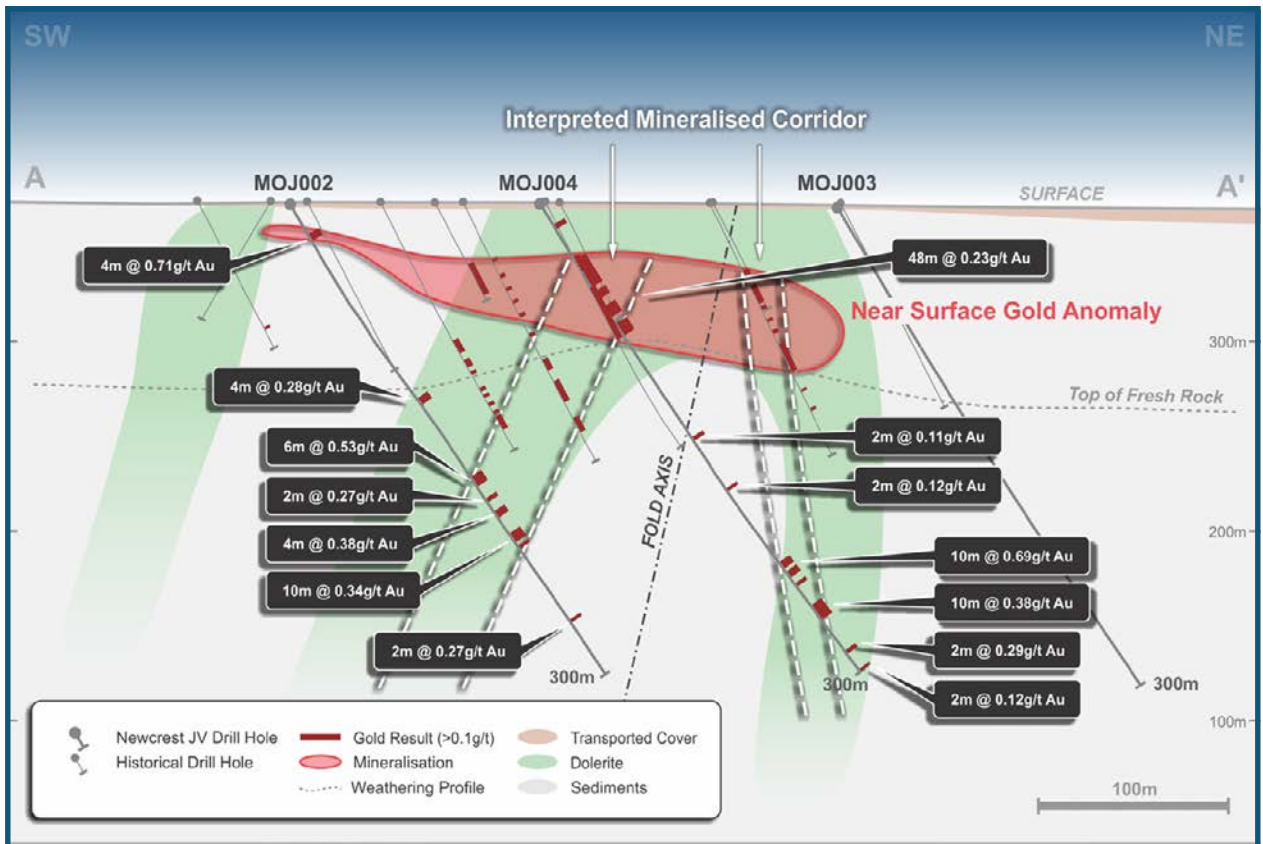 SW
NE
Interpreted Mineralised Corridor
A
MOJ002
MOJ004
MOJ003
SURFACE
A'
4m @ 0.71g/t Au
48m @ 0.23g/t Au
Near Surface Gold Anomaly
300m
4m @ 0.28g/t Au
Top of Fresh Rock
6m @ 0.53g/t Au
2m @ 0.11g/t Au
2m @ 0.27g/t Au
2m @ 0.12g/t Au
FOLD AXIS
4m @ 0.38g/t Au
200m
10m @ 0.34g/t Au
10m @ 0.69g/t Au
10m @ 0.38g/t Au
2m @ 0.27g/t Au
2m @ 0.29g/t Au
300m
300m
300m
2m @ 0.12g/t Au
100m
Newcrest JV Drill Hole
Gold Result (>0.1g/t)
Transported Cover
Historical Drill Hole
Mineralisation
Dolerite
Weathering Profile
Sediments
100m